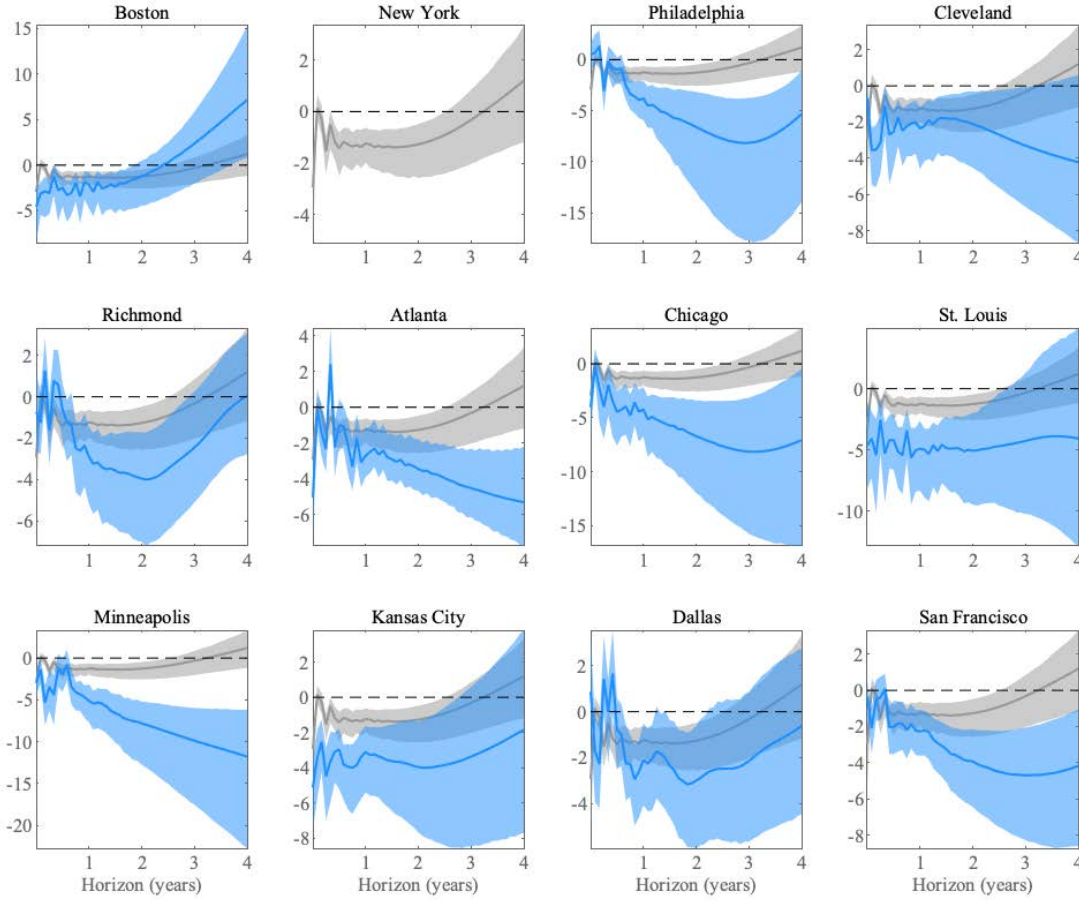 Boston
15
10
5
0
-5
1 2 3 4
New York
2
0
-2
-4
1 2 3 4
Philadelphia
0
-5
-10
-15
1 2 3 4
Cleveland
2
0
-2
-4
-6
-8
1 2 3 4
Richmond
2
0
-2
-4
-6
1 2 3 4
Atlanta
4
2
0
-2
-4
-6
1 2 3 4
Chicago
0
-5
-10
-15
1 2 3 4
St. Louis
0
-5
-10
1 2 3 4
Minneapolis
0
-5
-10
-15
-20
1 2 3 4
Horizon (years)
Kansas City
2
0
-2
-4
-6
-8
1 2 3 4
Horizon (years)
Dallas
2
0
-2
-4
1 2 3 4
Horizon (years)
San Francisco
2
0
-2
-4
-6
-8
1 2 3 4
Horizon (years)